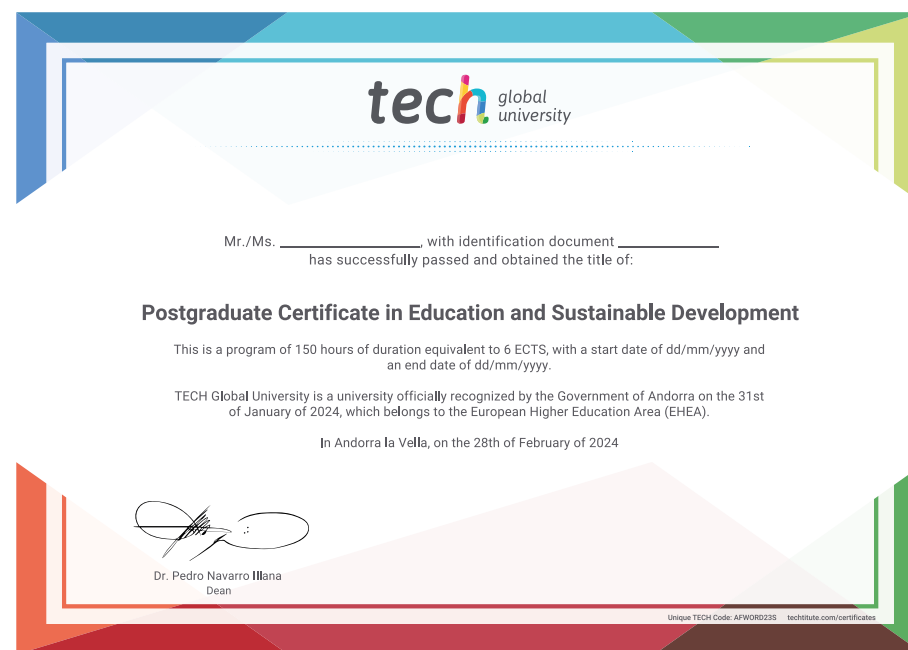 tech global
university
Mr./Ms. ____________________, with identification document ______________
has successfully passed and obtained the title of:
Postgraduate Certificate in Education and Sustainable Development
This is a program of 150 hours of duration equivalent to 6 ECTS, with a start date of dd/mm/yyyy and
an end date of dd/mm/yyyy.
TECH Global University is a university officially recognized by the Government of Andorra on the 31st
of January of 2024, which belongs to the European Higher Education Area (EHEA).
In Andorra la Vella, on the 28th of February of 2024
Dr. Pedro Navarro Illana
Dean
Unique TECH Code: AFWORD23S techtitute.com/certificates